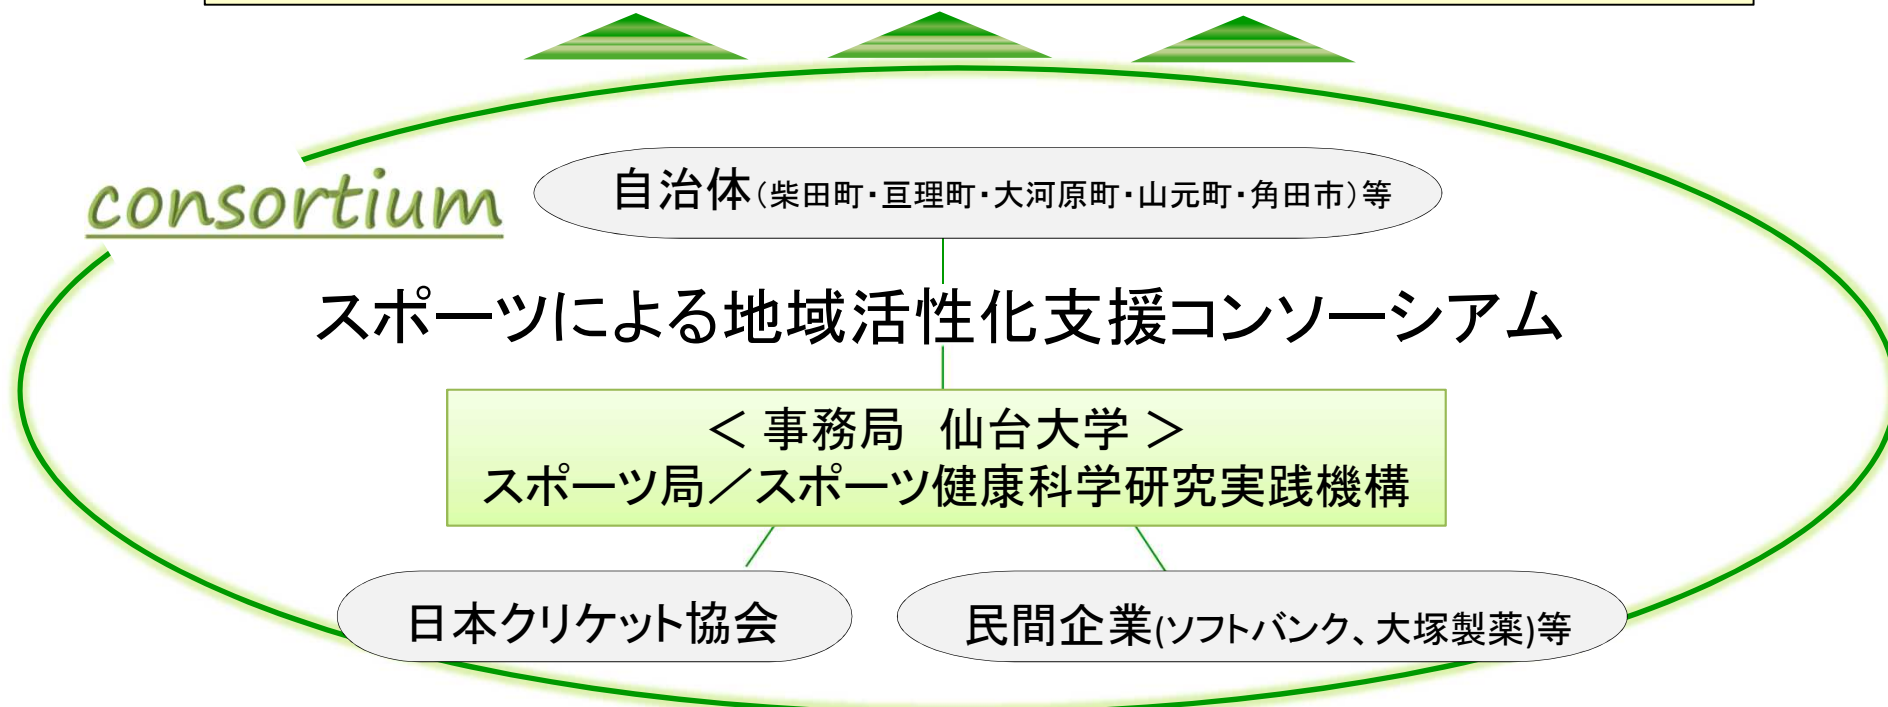 consortium
自治体(柴田町・亘理町・大河原町・山元町・角田市)等
スポーツによる地域活性化支援コンソーシアム
＜ 事務局　仙台大学 ＞
スポーツ局／スポーツ健康科学研究実践機構
日本クリケット協会
民間企業(ソフトバンク、大塚製薬)等